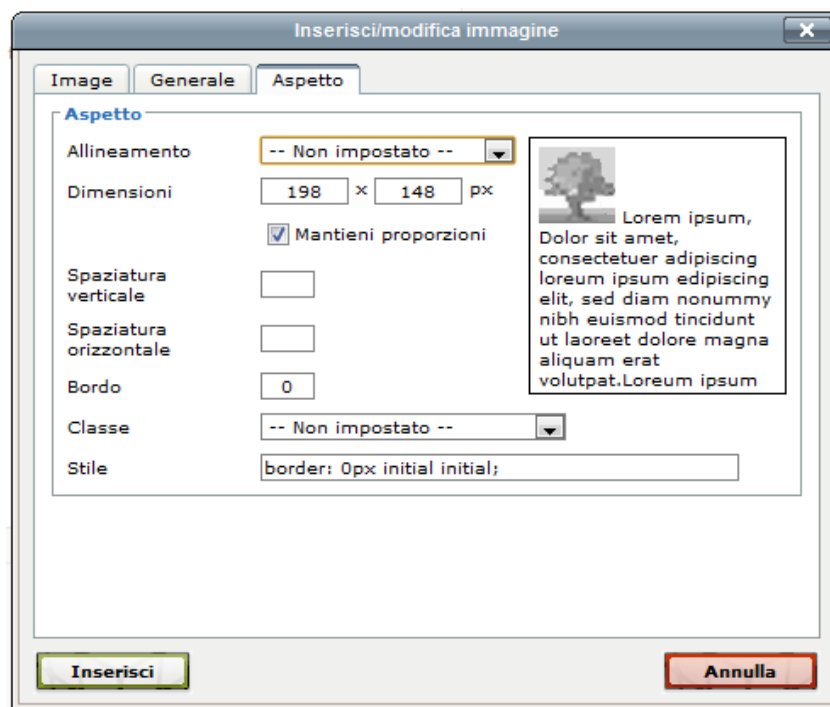 Inserisci/modifica immagine
Image
Generale
Aspetto
Aspetto
Allineamento
-- Non impostato --
Dimensioni
198 x 148 px
Mantieni proporzioni
Spaziatura
verticale
Spaziatura
orizzontale
Bordo
0
Classe
-- Non impostato --
Stile
border: 0px initial initial;
Lorem ipsum,
Dolor sit amet,
consectetuer adipiscing
loreum ipsum edipiscing
elit, sed diam nonummy
nibh euismod tincidunt
ut laoreet dolore magna
aliquam erat
volutpat.Loreum ipsum
Inserisci
Annulla